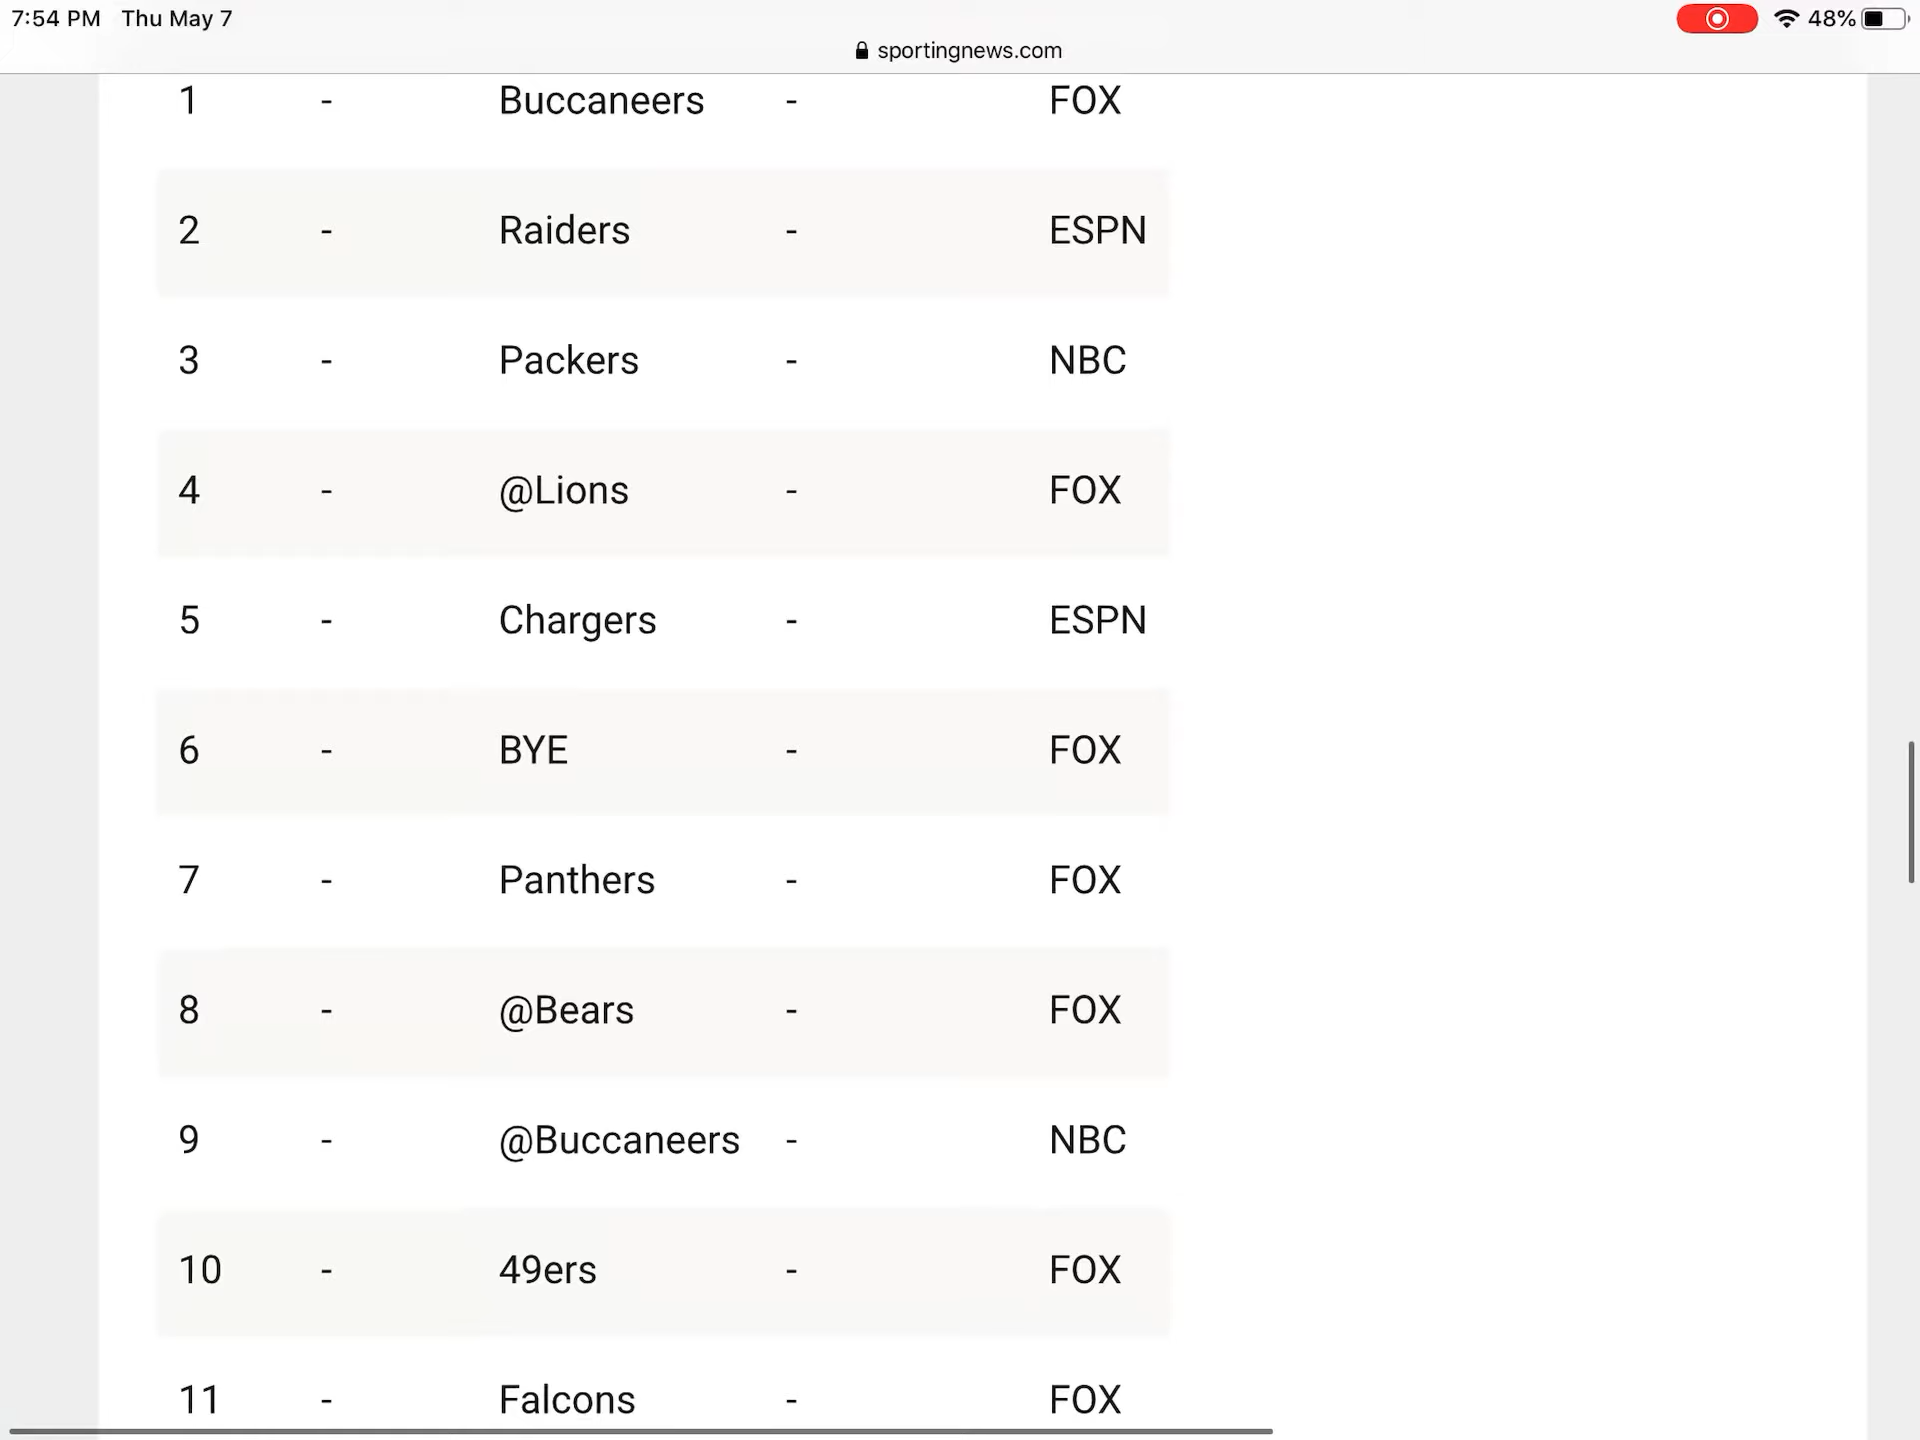 7:54 PM Thu May 7
48%
sportingnews.com
1 - Buccaneers - FOX
2 - Raiders - ESPN
3 - Packers - NBC
4 - @Lions - FOX
5 - Chargers - ESPN
6 - BYE - FOX
7 - Panthers - FOX
8 - @Bears - FOX
9 - @Buccaneers - NBC
10 - 49ers - FOX
11 - Falcons - FOX